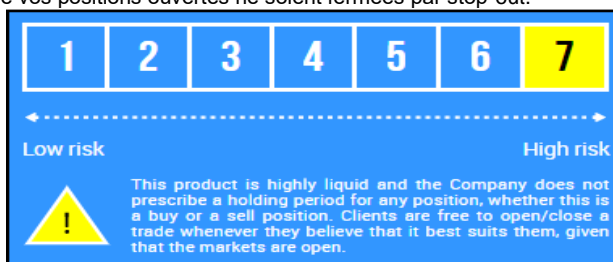 vos positions ouvertes ne soient fermées par stop-out.
1 2 3 4 5 6 7
Low risk High risk
! This product is highly liquid and the Company does not
prescribe a holding period for any position, whether this is
a buy or a sell position. Clients are free to open/close a
trade whenever they believe that it best suits them, given
that the markets are open.